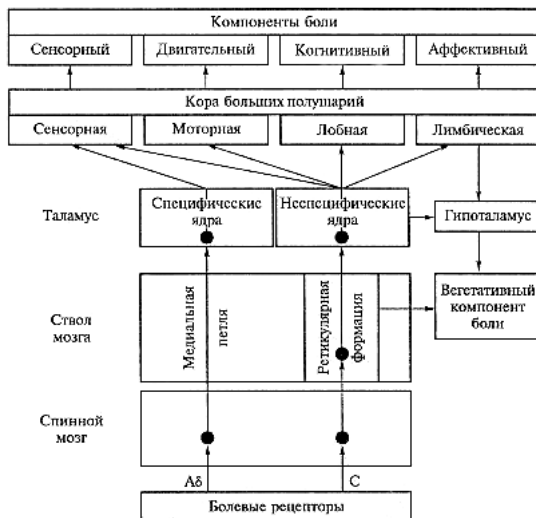 Компоненты боли
Сенсорный
Двигательный
Когнитивный
Аффективный
Кора больших полушарий
Сенсорная
Моторная
Лобная
Лимбическая
Таламус
Специфические
ядра
Неспецифические
ядра
Гипоталамус
Ствол
мозга
Медиальная
петля
Ретикулярная
формация
Вегетативный
компонент
боли
Спинной
мозг
Аδ
С
Болевые рецепторы